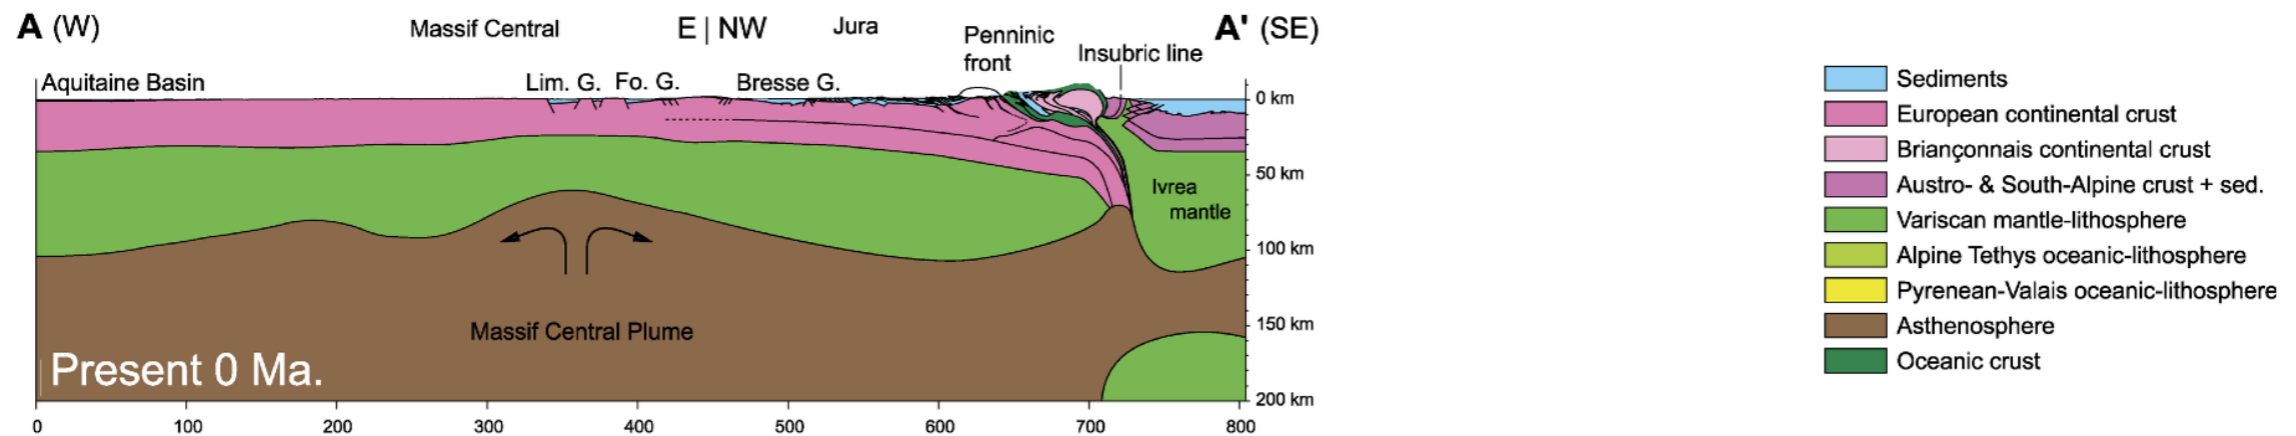 A (W)
Massif Central
E | NW
Jura
Penninic
front
Insubric line
A' (SE)
Aquitaine Basin
Lim. G.
Fo. G.
Bresse G.
0 km
50 km
100 km
150 km
200 km
Ivrea
mantle
Massif Central Plume
Present 0 Ma.
0
100
200
300
400
500
600
700
800
Sediments
European continental crust
Briançonnais continental crust
Austro- & South-Alpine crust + sed.
Variscan mantle-lithosphere
Alpine Tethys oceanic-lithosphere
Pyrenean-Valais oceanic-lithosphere
Asthenosphere
Oceanic crust